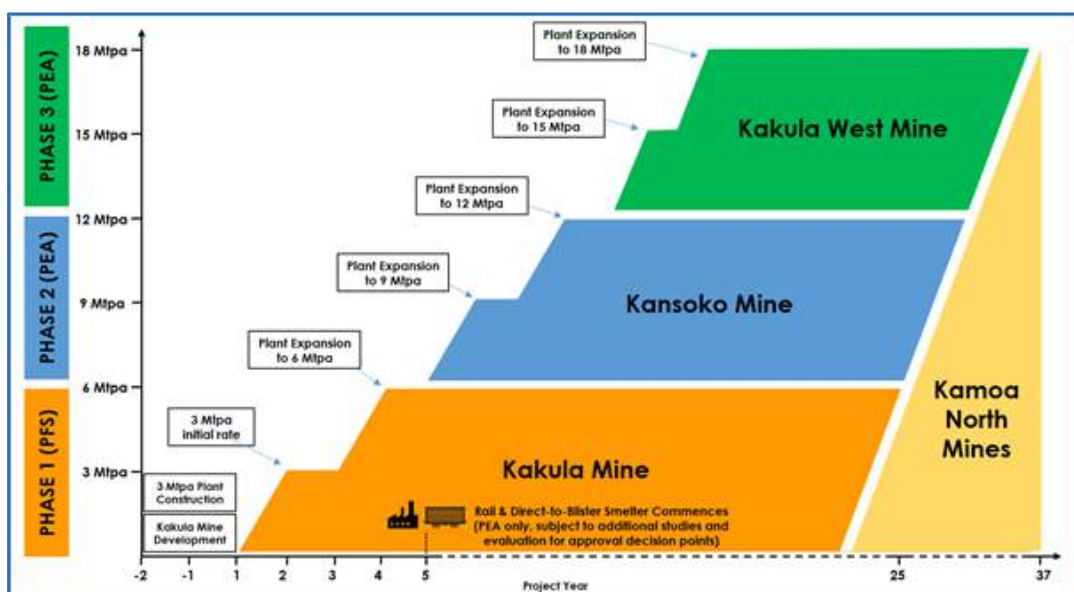 PHASE 3 (PEA)
PHASE 2 (PEA)
PHASE 1 (PFS)
18 Mtpa
15 Mtpa
12 Mtpa
9 Mtpa
6 Mtpa
3 Mtpa
Plant Expansion
to 18 Mtpa
Plant Expansion
to 15 Mtpa
Plant Expansion
to 12 Mtpa
Plant Expansion
to 9 Mtpa
Plant Expansion
to 6 Mtpa
3 Mtpa
initial rate
3 Mtpa Plant
Construction
Kakula Mine
Development
Kakula West Mine
Kansoko Mine
Kakula Mine
Kamoa
North
Mines
Rail & Direct-to-Blister Smelter Commences
(PEA only, subject to additional studies and
evaluation for approval decision points)
-2 -1 1 2 3 4 5 25 37
Project Year